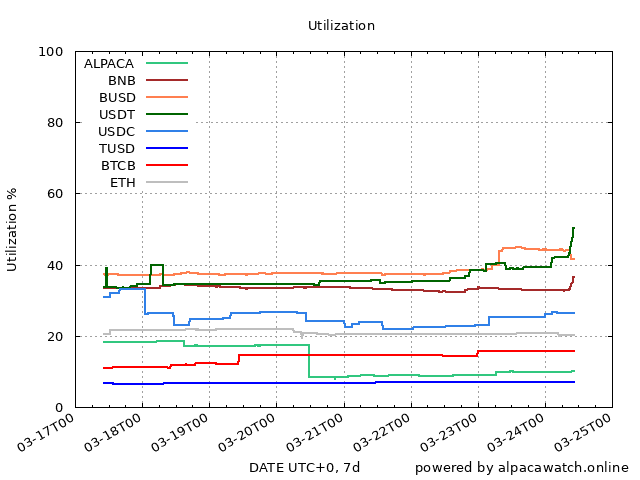 Utilization
100
80
60
40
20
0
Utilization %
ALPACA
BNB
BUSD
USDT
USDC
TUSD
BTCB
ETH
03-17T00
03-18T00
03-19T00
03-20T00
03-21T00
03-22T00
03-23T00
03-24T00
03-25T00
DATE UTC+0, 7d
powered by alpacawatch.online